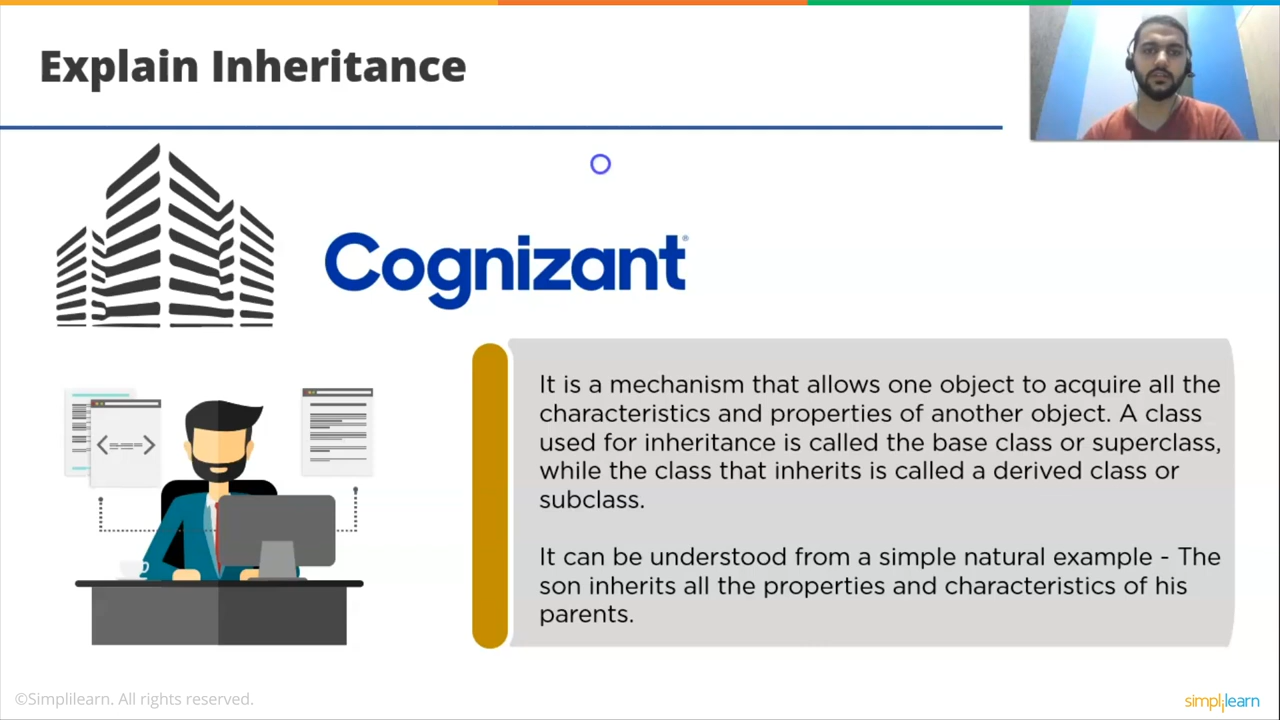 Explain Inheritance
Cognizant®
It is a mechanism that allows one object to acquire all the
characteristics and properties of another object. A class
used for inheritance is called the base class or superclass,
while the class that inherits is called a derived class or
subclass.
It can be understood from a simple natural example - The
son inherits all the properties and characteristics of his
parents.
©Simplilearn. All rights reserved.
simplilearn